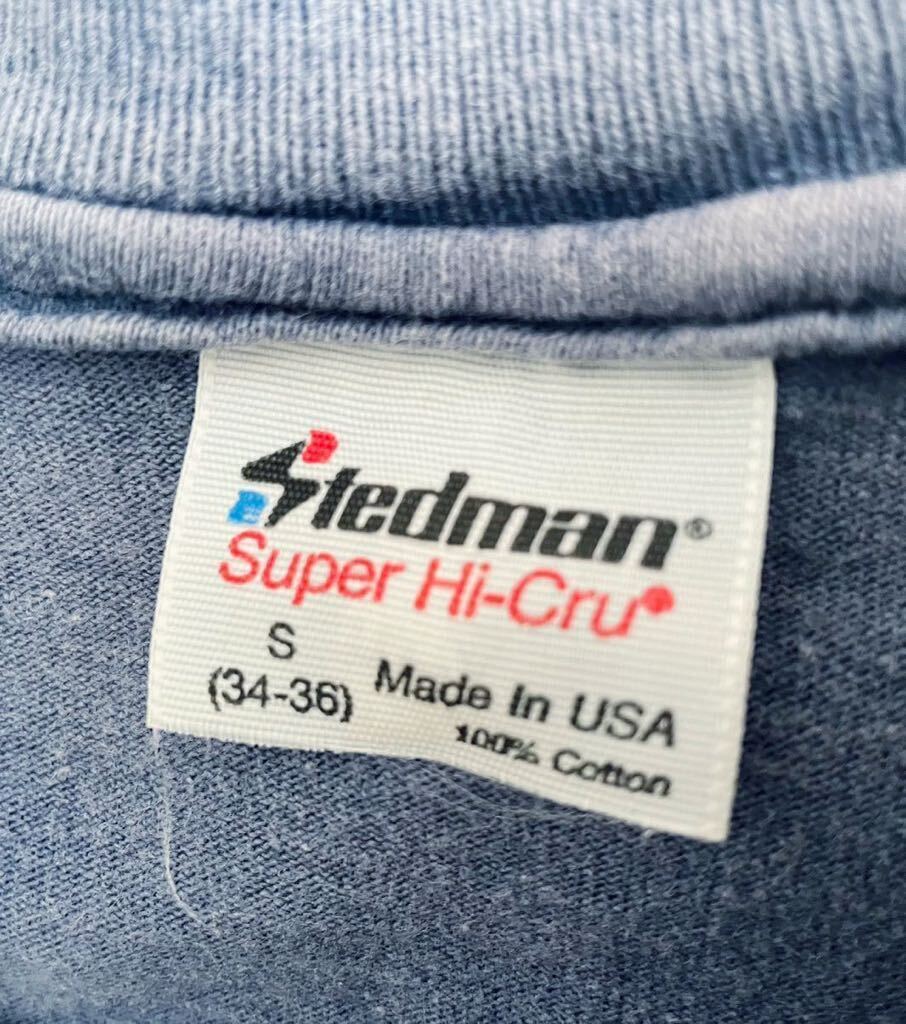 Stedman®
Super Hi-Cru®
S
(34-36)
Made In USA
100% Cotton